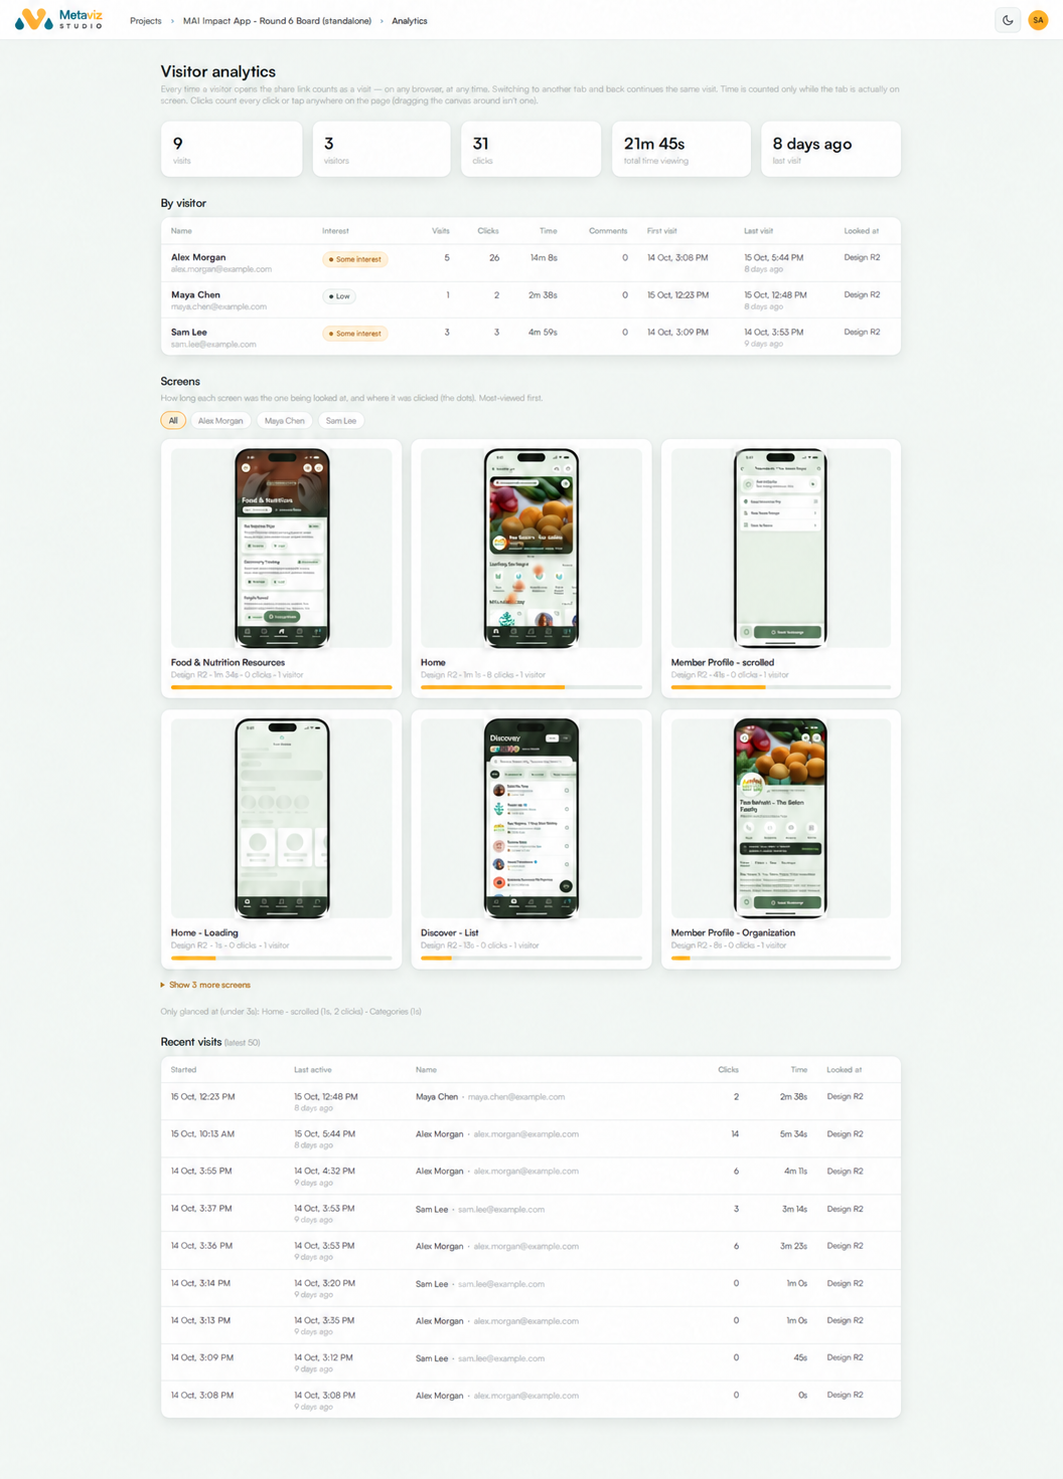 Metaviz
STUDIO
Projects › MAI Impact App - Round 6 Board (standalone) › Analytics
SA
Visitor analytics
Every time a visitor opens the share link counts as a visit — on any browser, at any time. Switching to another tab and back continues the same visit. Time is counted only while the tab is actually on
screen. Clicks count every click or tap anywhere on the page (dragging the canvas around isn't one).
9
visits
3
visitors
31
clicks
21m 45s
total time viewing
8 days ago
last visit
By visitor
Name Interest Visits Clicks Time Comments First visit Last visit Looked at
Alex Morgan Some interest 5 26 14m 8s 0 14 Oct, 3:08 PM 15 Oct, 5:44 PM Design R2
alex.morgan@example.com 8 days ago
Maya Chen Low 1 2 2m 38s 0 15 Oct, 12:23 PM 15 Oct, 12:48 PM Design R2
maya.chen@example.com 8 days ago
Sam Lee Some interest 3 3 4m 59s 0 14 Oct, 3:09 PM 14 Oct, 3:53 PM Design R2
sam.lee@example.com 9 days ago
Screens
How long each screen was the one being looked at, and where it was clicked (the dots). Most-viewed first.
All Alex Morgan Maya Chen Sam Lee
Food & Nutrition
Food & Nutrition Resources
Design R2 - 1m 34s - 0 clicks - 1 visitor
Home
Design R2 - 1m 1s - 8 clicks - 1 visitor
Member Profile - scrolled
Design R2 - 41s - 0 clicks - 1 visitor
Discover
Home - Loading
Design R2 - 1s - 0 clicks - 1 visitor
Discover - List
Design R2 - 13s - 0 clicks - 1 visitor
Member Profile - Organization
Design R2 - 8s - 0 clicks - 1 visitor
Show 3 more screens
Only glanced at (under 3s): Home - scrolled (1s, 2 clicks) - Categories (1s)
Recent visits (latest 50)
Started Last active Name Clicks Time Looked at
15 Oct, 12:23 PM 15 Oct, 12:48 PM Maya Chen · maya.chen@example.com 2 2m 38s Design R2
8 days ago
15 Oct, 10:13 AM 15 Oct, 5:44 PM Alex Morgan · alex.morgan@example.com 14 5m 34s Design R2
8 days ago
14 Oct, 3:55 PM 14 Oct, 4:32 PM Alex Morgan · alex.morgan@example.com 6 4m 11s Design R2
9 days ago
14 Oct, 3:37 PM 14 Oct, 3:53 PM Sam Lee · sam.lee@example.com 3 3m 14s Design R2
9 days ago
14 Oct, 3:36 PM 14 Oct, 3:53 PM Alex Morgan · alex.morgan@example.com 6 3m 23s Design R2
9 days ago
14 Oct, 3:14 PM 14 Oct, 3:20 PM Sam Lee · sam.lee@example.com 0 1m 0s Design R2
9 days ago
14 Oct, 3:13 PM 14 Oct, 3:35 PM Alex Morgan · alex.morgan@example.com 0 1m 0s Design R2
9 days ago
14 Oct, 3:09 PM 14 Oct, 3:12 PM Sam Lee · sam.lee@example.com 0 45s Design R2
9 days ago
14 Oct, 3:08 PM 14 Oct, 3:08 PM Alex Morgan · alex.morgan@example.com 0 0s Design R2
9 days ago